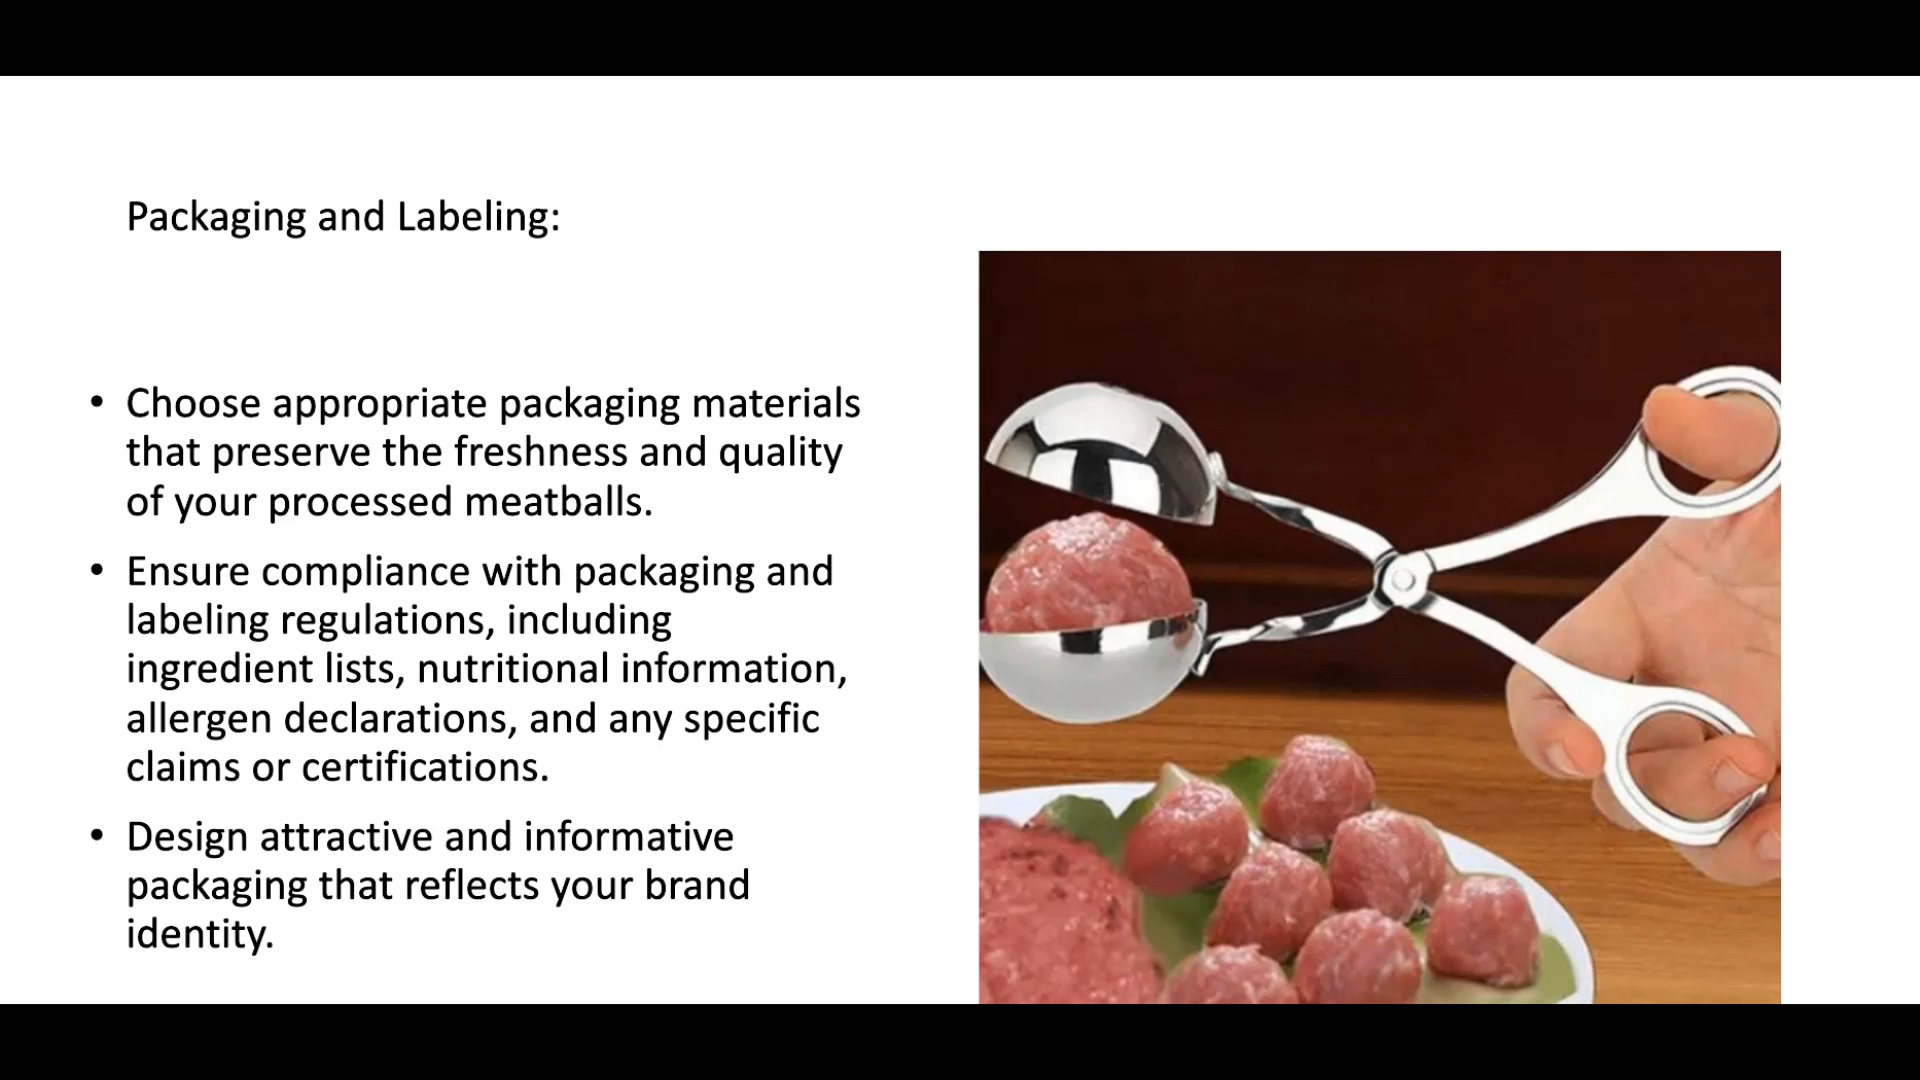 Packaging and Labeling:
• Choose appropriate packaging materials
that preserve the freshness and quality
of your processed meatballs.
• Ensure compliance with packaging and
labeling regulations, including
ingredient lists, nutritional information,
allergen declarations, and any specific
claims or certifications.
• Design attractive and informative
packaging that reflects your brand
identity.